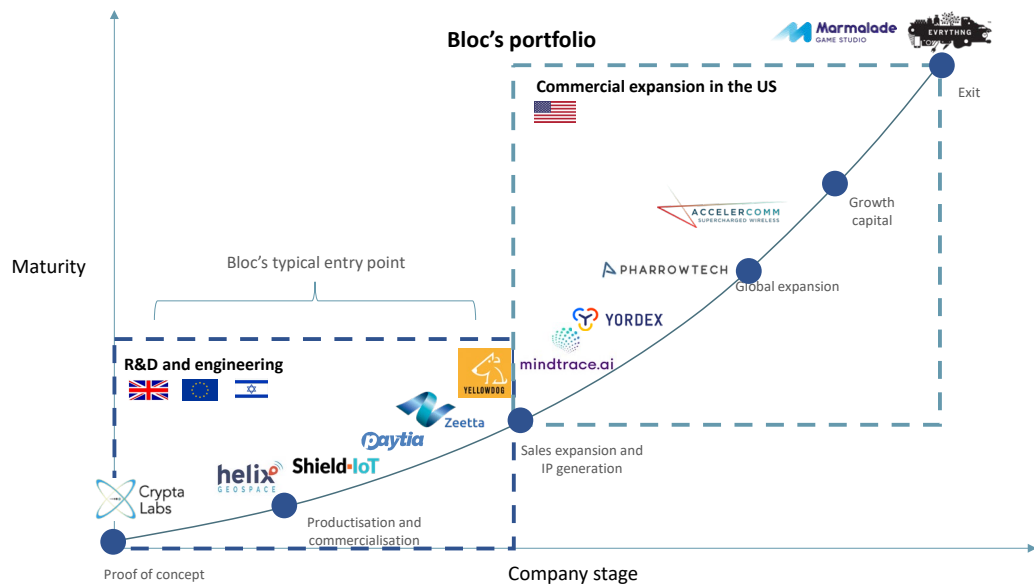 Marmalade
GAME STUDIO
EVRYTHNG
Bloc's portfolio
Commercial expansion in the US
Exit
ACCELERCOMM
SUPERCHARGED WIRELESS
Growth
capital
Maturity
Bloc's typical entry point
PHARROWTECH
Global expansion
YORDEX
mindtrace.ai
R&D and engineering
YELLOWDOG
Zeetta
paytia
Sales expansion and
IP generation
Shield-IoT
helix
GEOSPACE
Crypta
Labs
Productisation and
commercialisation
Proof of concept
Company stage